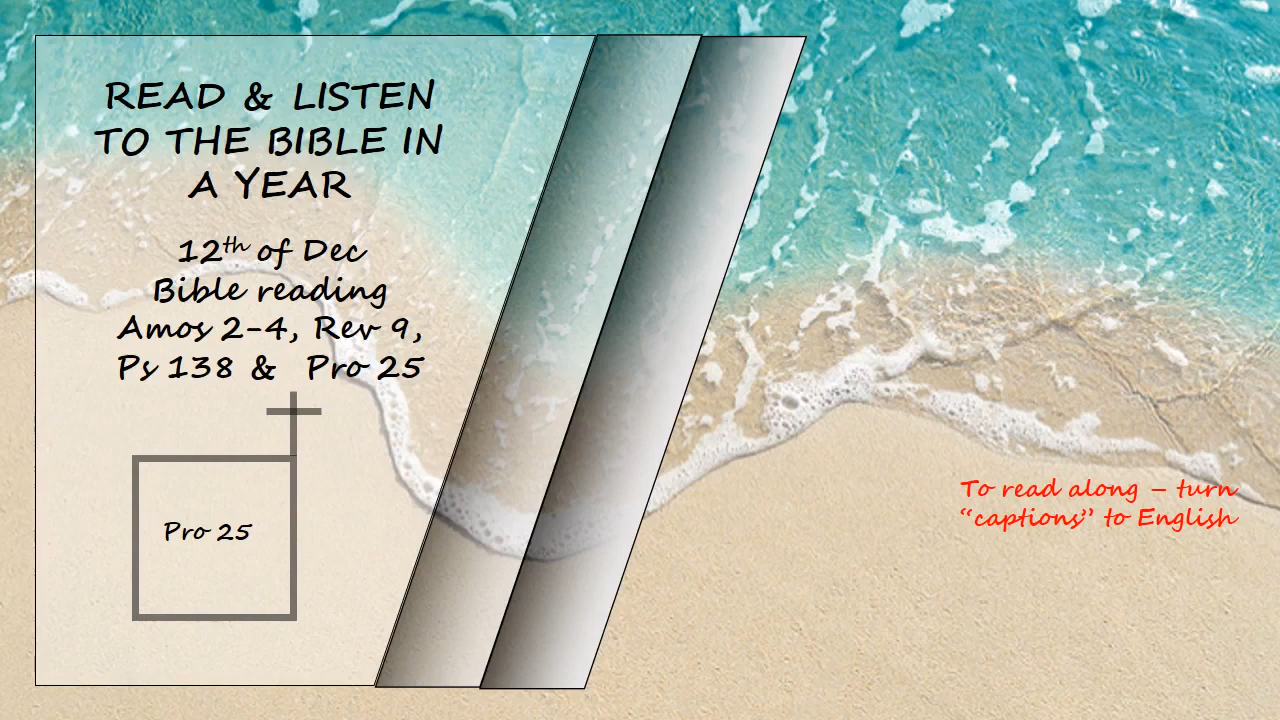 READ & LISTEN
TO THE BIBLE IN
A YEAR
12th of Dec
Bible reading
Amos 2-4, Rev 9,
Ps 138 & Pro 25
Pro 25
To read along – turn
“captions” to English